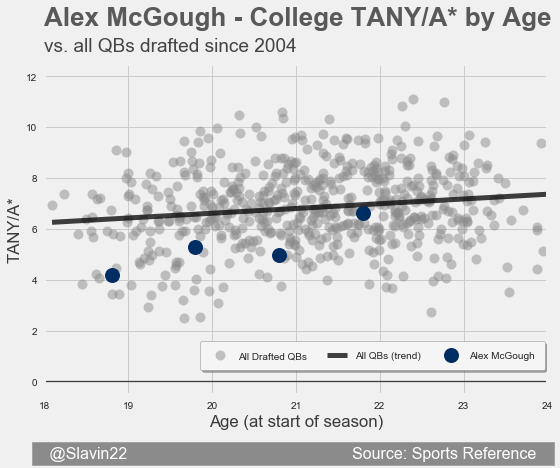 Alex McGough - College TANY/A* by Age
vs. all QBs drafted since 2004
12
10
8
6
4
2
0
TANY/A*
All Drafted QBs All QBs (trend) Alex McGough
18 19 20 21 22 23 24
Age (at start of season)
@Slavin22 Source: Sports Reference